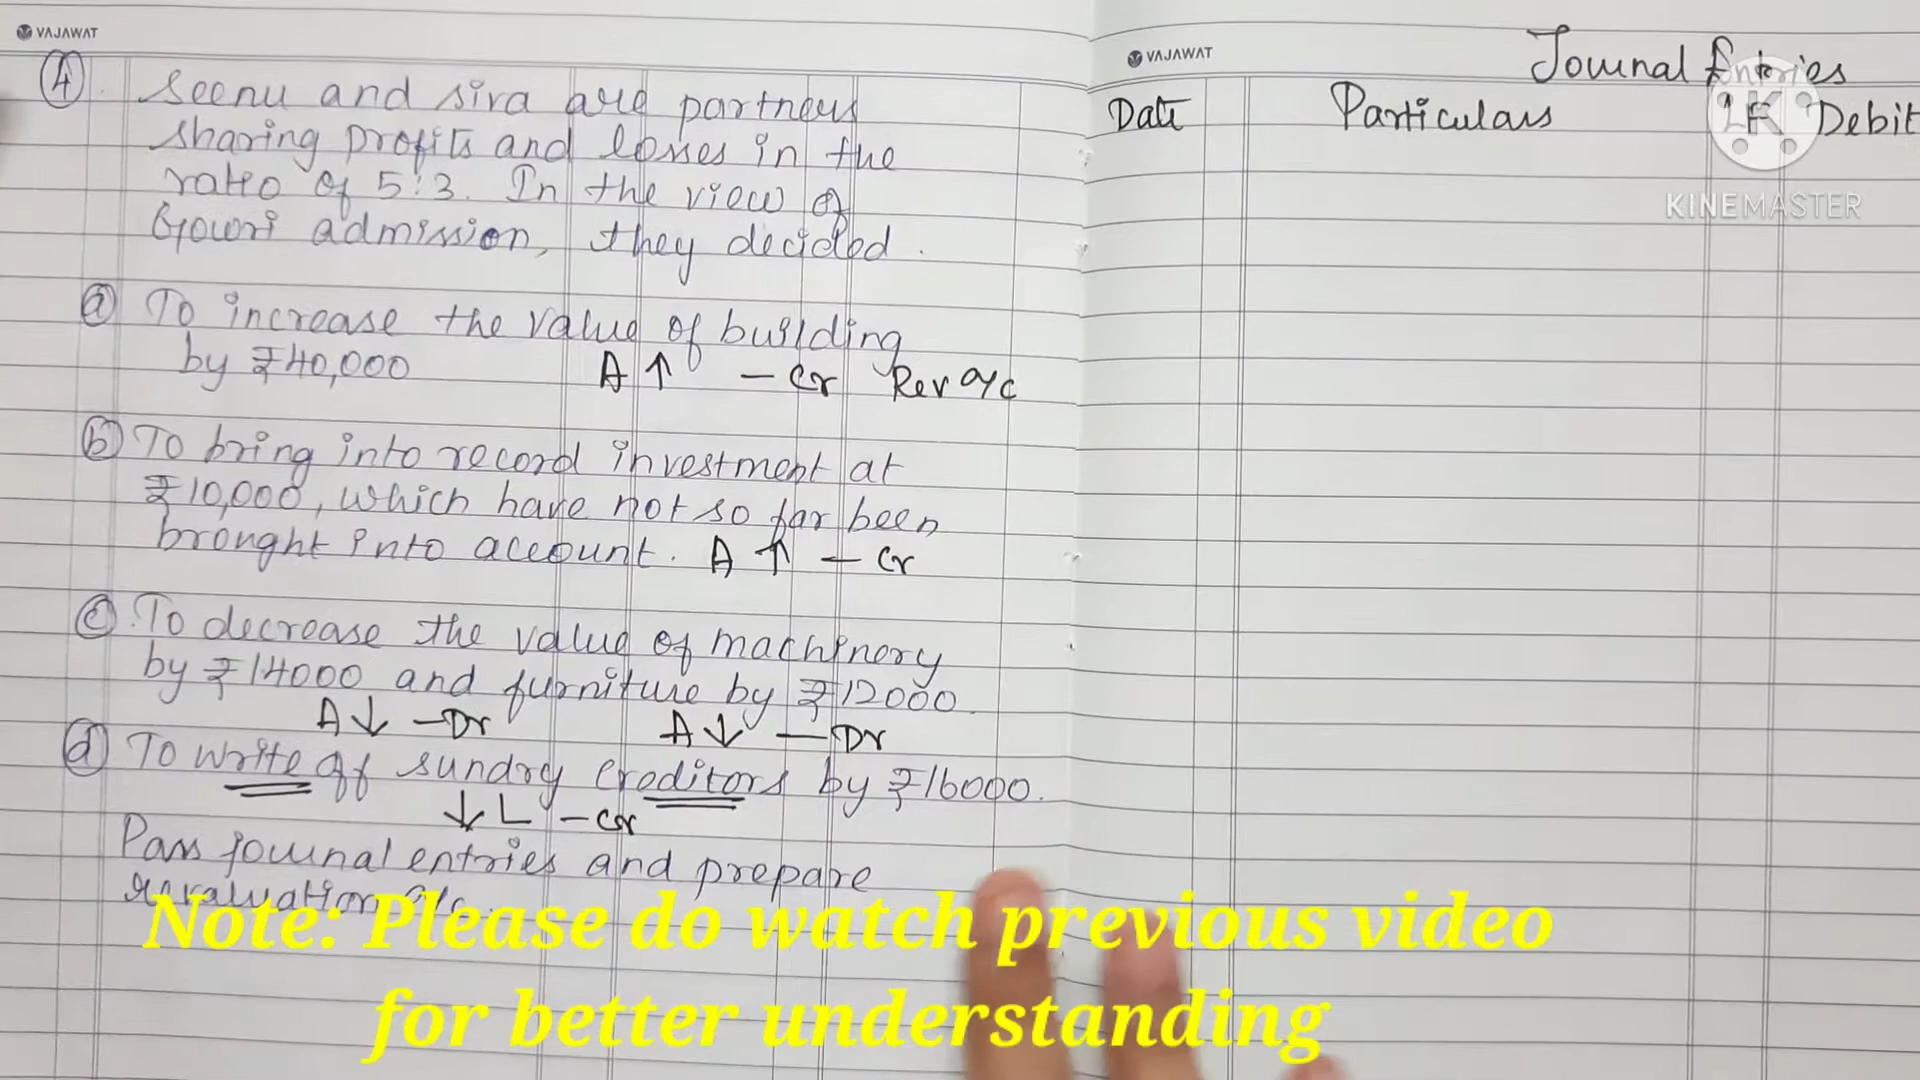 VAJAWAT
4. Seenu and Siva are partners
sharing profits and losses in the
ratio of 5:3. In the view of
Gowri admission, they decided.
a To increase the value of building
by ₹40,000 A ↑ - Cr Rev a/c
b To bring into record investment at
₹10,000, which have not so far been
brought into account. A ↑ - Cr
c To decrease the value of machinery
by ₹14000 and furniture by ₹12000
A ↓ - Dr A ↓ - Dr
d To write off sundry creditors by ₹16000.
↓ L - Cr
Pass journal entries and prepare
revaluation a/c.
VAJAWAT
Journal Entries
Date Particulars LF Debit
K
KINEMASTER
Note: Please do watch previous video
for better understanding